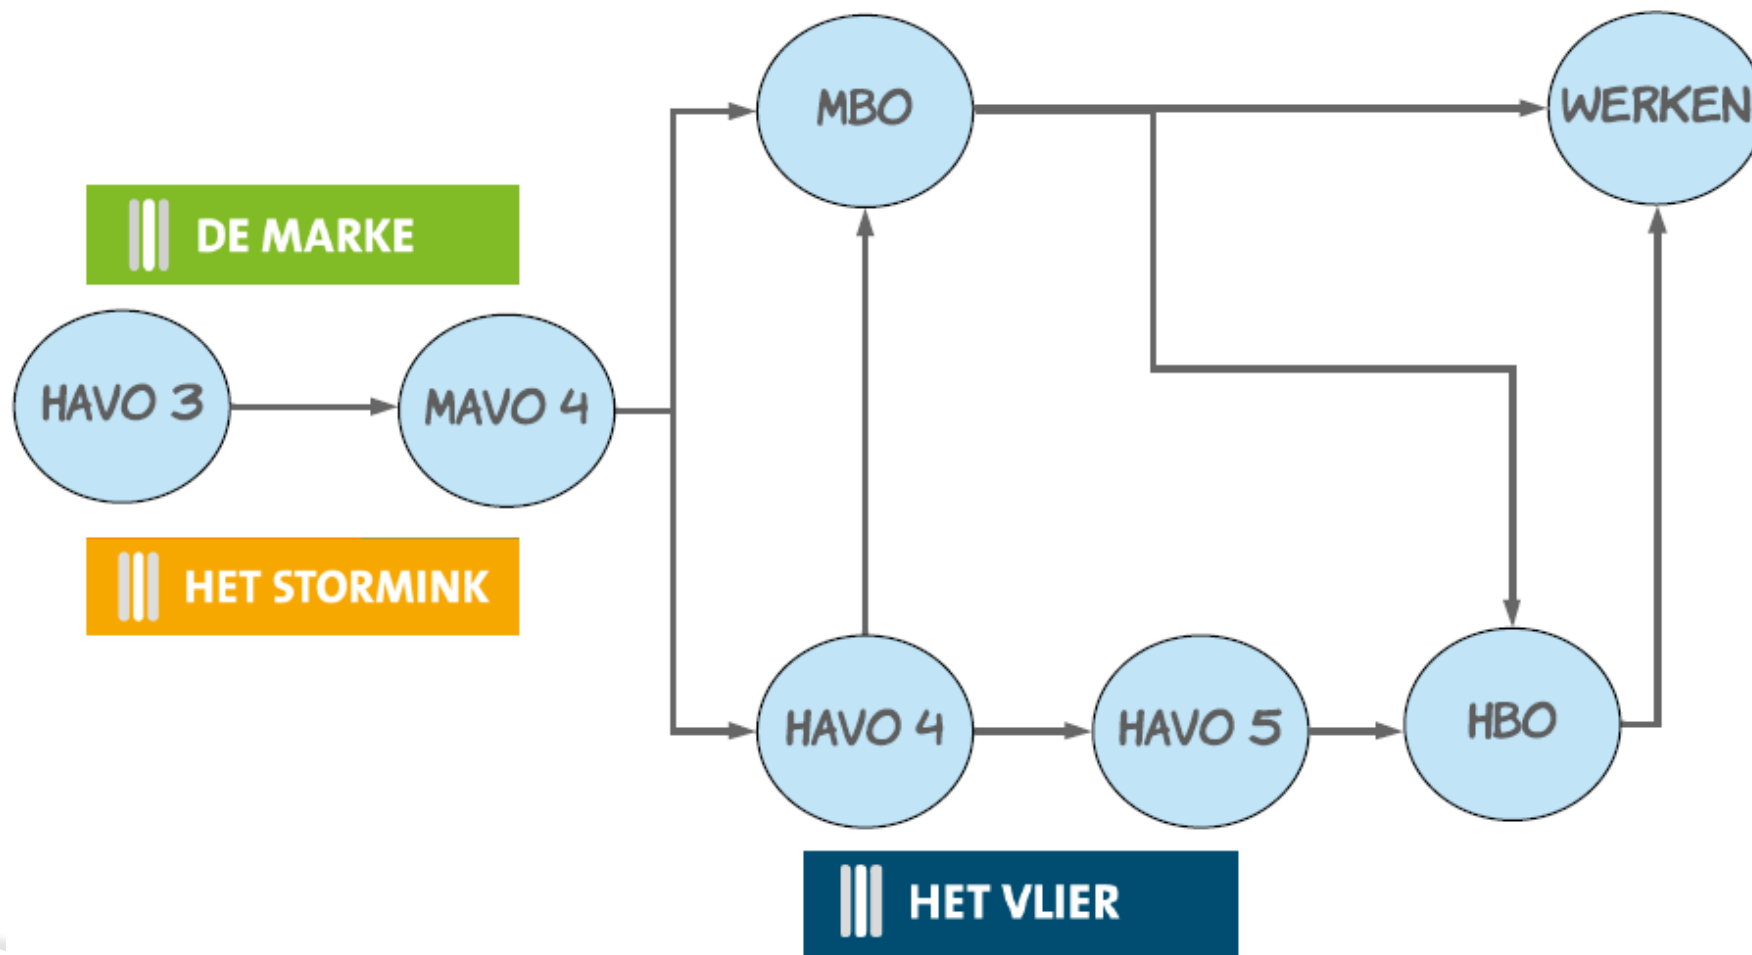 MBO
WERKEN
DE MARKE
HAVO 3
MAVO 4
HET STORMINK
HAVO 4
HAVO 5
HBO
HET VLIER